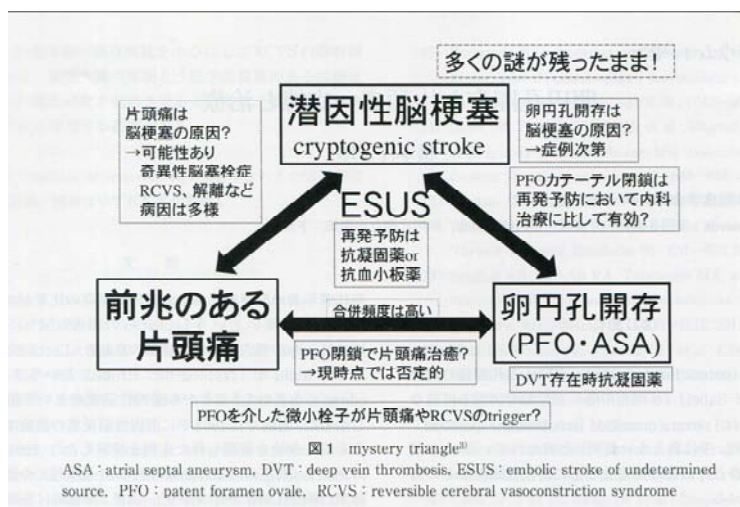 多くの謎が残ったまま！
片頭痛は
脳梗塞の原因?
→可能性あり
奇異性脳塞栓症
RCVS、解離など
病因は多様
潜因性脳梗塞
cryptogenic stroke
卵円孔開存は
脳梗塞の原因?
→症例次第
PFOカテーテル閉鎖は
再発予防において内科
治療に比して有効?
ESUS
再発予防は
抗凝固薬or
抗血小板薬
前兆のある
片頭痛
合併頻度は高い
卵円孔開存
(PFO・ASA)
PFO閉鎖で片頭痛治療?
→現時点では否定的
DVT存在時抗凝固薬
PFOを介した微小栓子が片頭痛やRCVSのtrigger?
図1 mystery triangle³⁾
ASA：atrial septal aneurysm, DVT：deep vein thrombosis, ESUS：embolic stroke of undetermined
source, PFO：patent foramen ovale, RCVS：reversible cerebral vasoconstriction syndrome